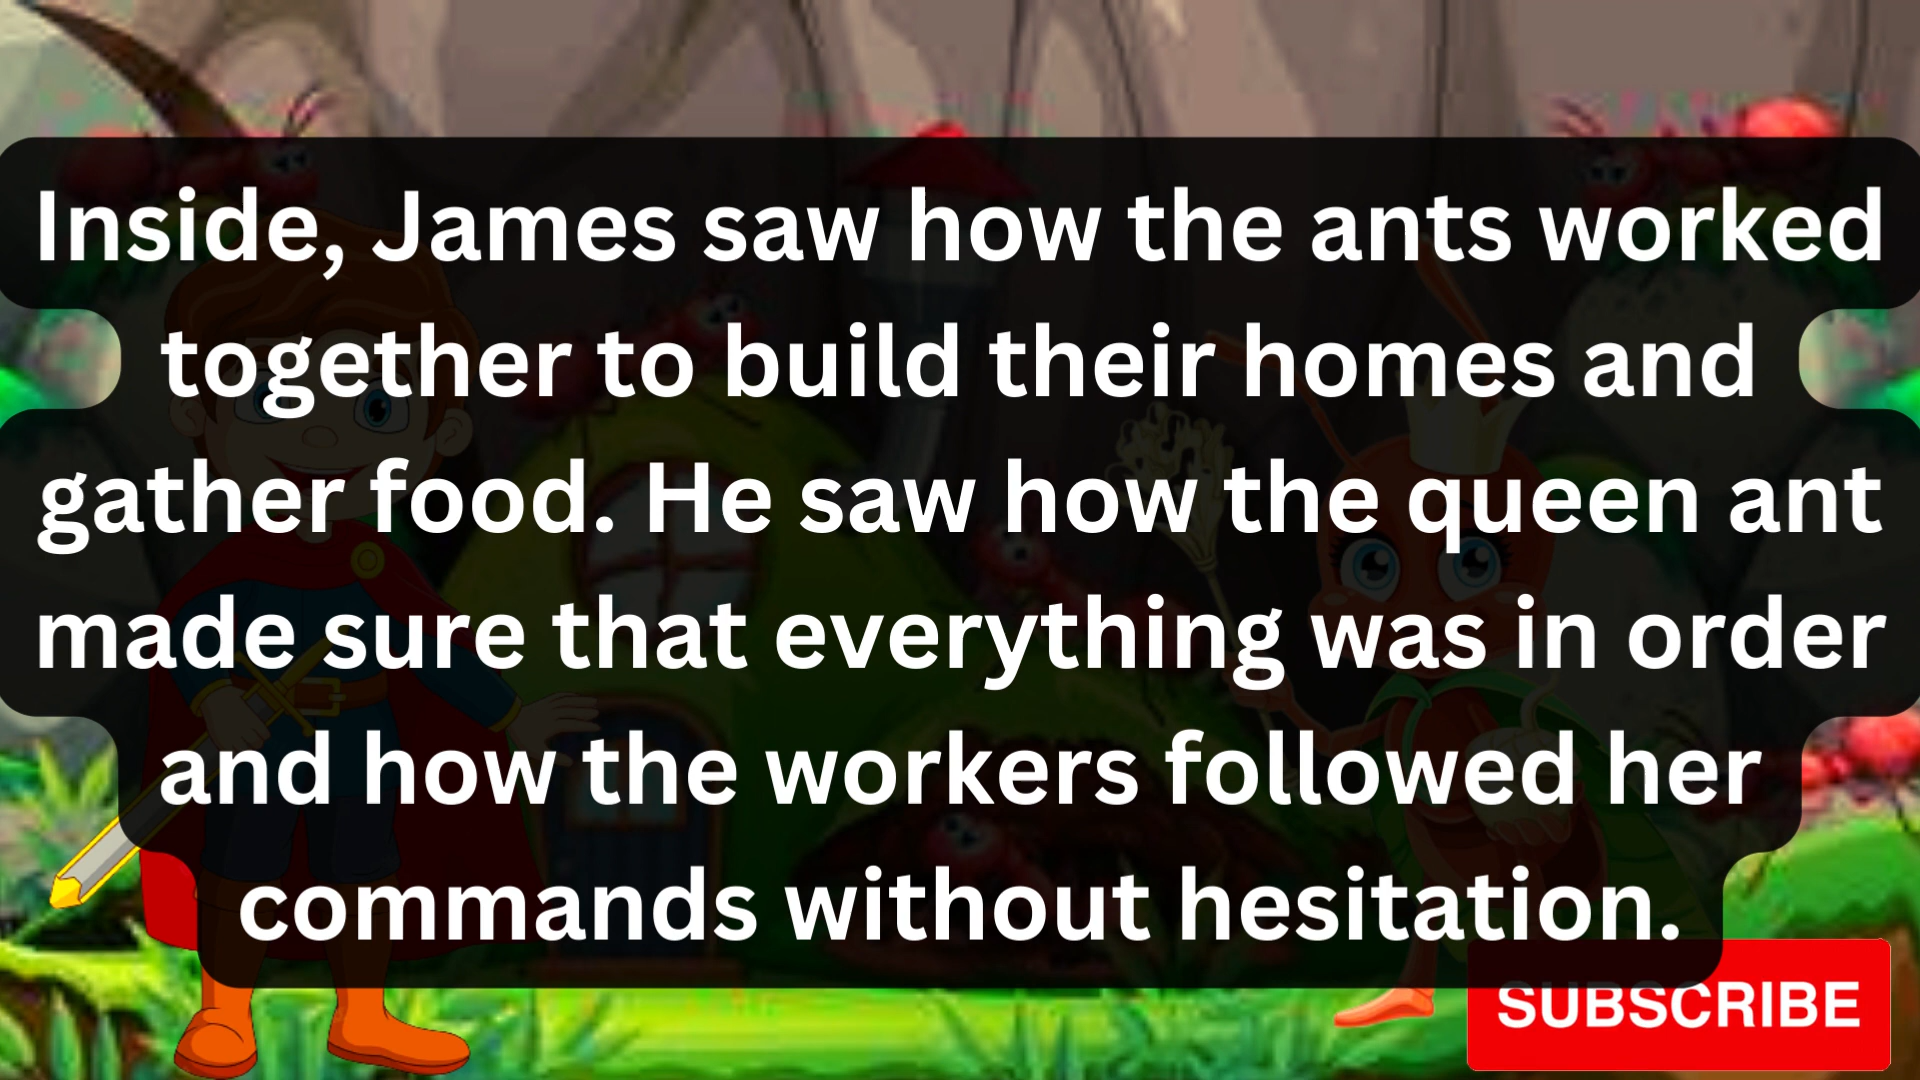 Inside, James saw how the ants worked
together to build their homes and
gather food. He saw how the queen ant
made sure that everything was in order
and how the workers followed her
commands without hesitation.
SUBSCRIBE